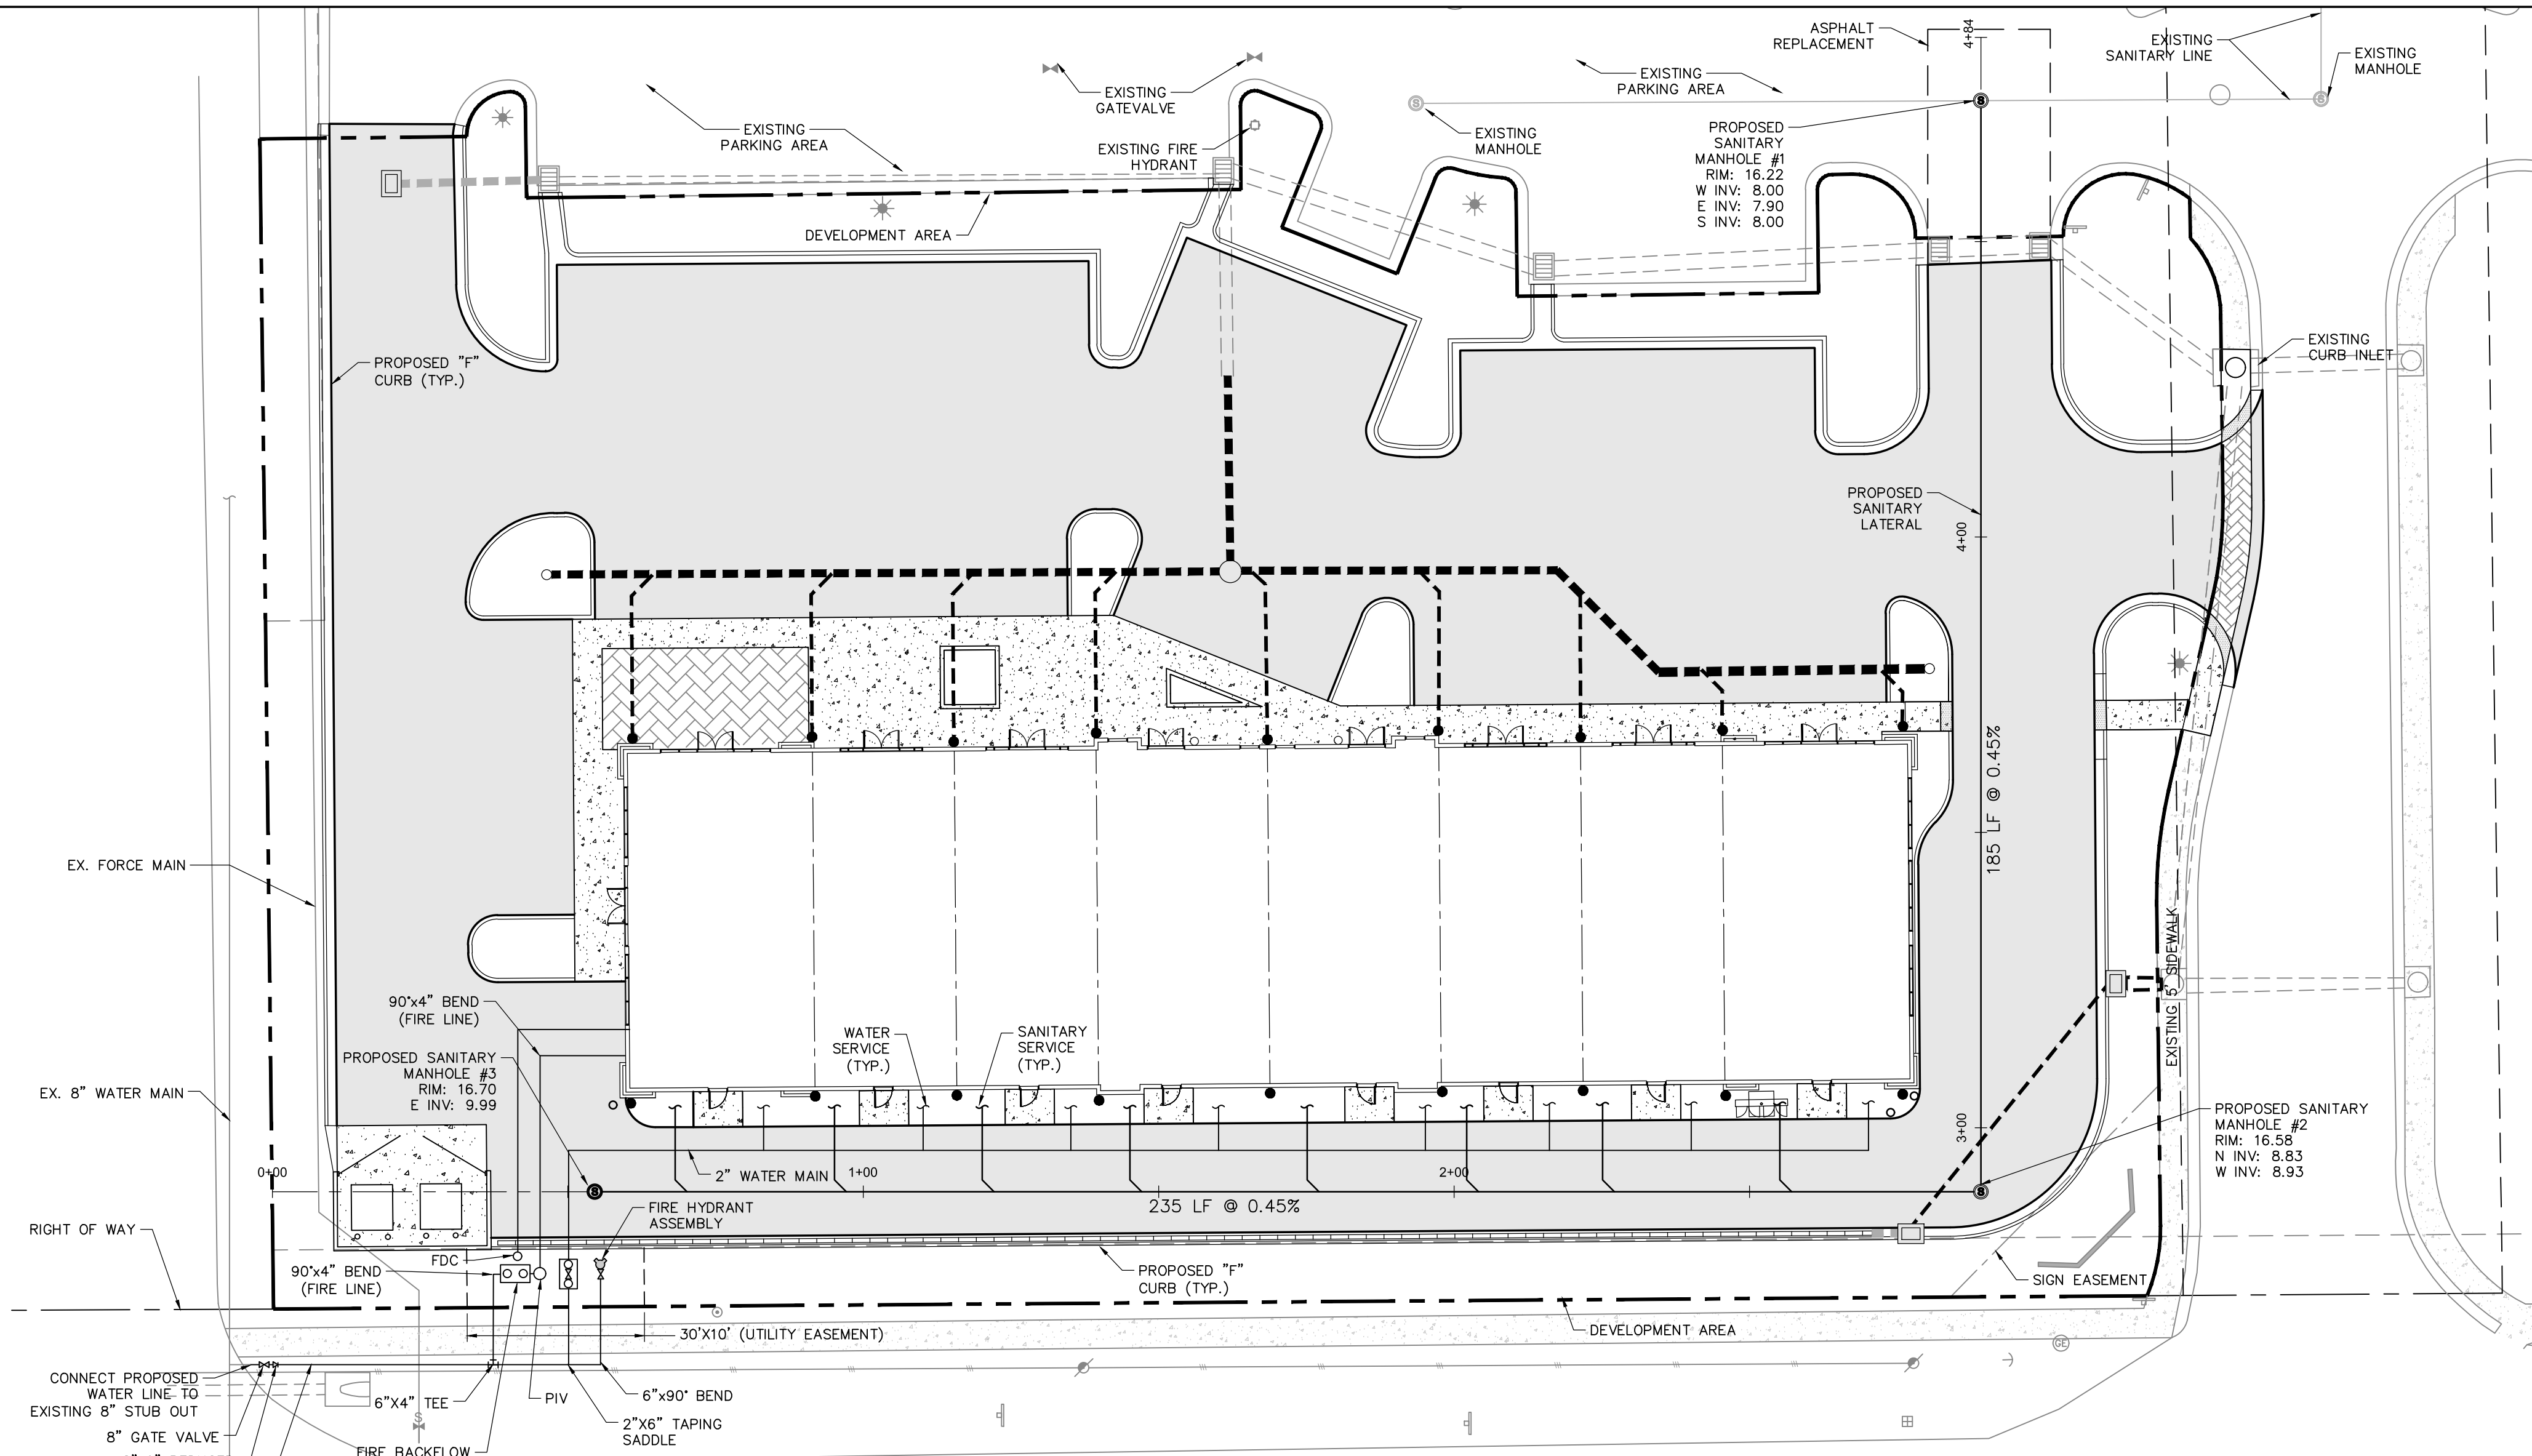 ASPHALT
REPLACEMENT
4+84
EXISTING
SANITARY LINE
EXISTING
MANHOLE
EXISTING
GATEVALVE
EXISTING
PARKING AREA
EXISTING
PARKING AREA
EXISTING FIRE
HYDRANT
EXISTING
MANHOLE
PROPOSED
SANITARY
MANHOLE #1
RIM: 16.22
W INV: 8.00
E INV: 7.90
S INV: 8.00
S
S
S
DEVELOPMENT AREA
PROPOSED "F"
CURB (TYP.)
EXISTING
CURB INLET
PROPOSED
SANITARY
LATERAL
4+00
185 LF @ 0.45%
EX. FORCE MAIN
EXISTING 5' SIDEWALK
90°x4" BEND
(FIRE LINE)
WATER
SERVICE
(TYP.)
SANITARY
SERVICE
(TYP.)
PROPOSED SANITARY
MANHOLE #3
RIM: 16.70
E INV: 9.99
EX. 8" WATER MAIN
3+00
PROPOSED SANITARY
MANHOLE #2
RIM: 16.58
N INV: 8.83
W INV: 8.93
0+00
2" WATER MAIN
1+00
2+00
S
S
235 LF @ 0.45%
FIRE HYDRANT
ASSEMBLY
RIGHT OF WAY
FDC
90°x4" BEND
(FIRE LINE)
PROPOSED "F"
CURB (TYP.)
SIGN EASEMENT
30'X10' (UTILITY EASEMENT)
DEVELOPMENT AREA
GE
CONNECT PROPOSED
WATER LINE TO
EXISTING 8" STUB OUT
6"X4" TEE
PIV
6"x90° BEND
S
2"X6" TAPING
SADDLE
8" GATE VALVE
FIRE BACKFLOW